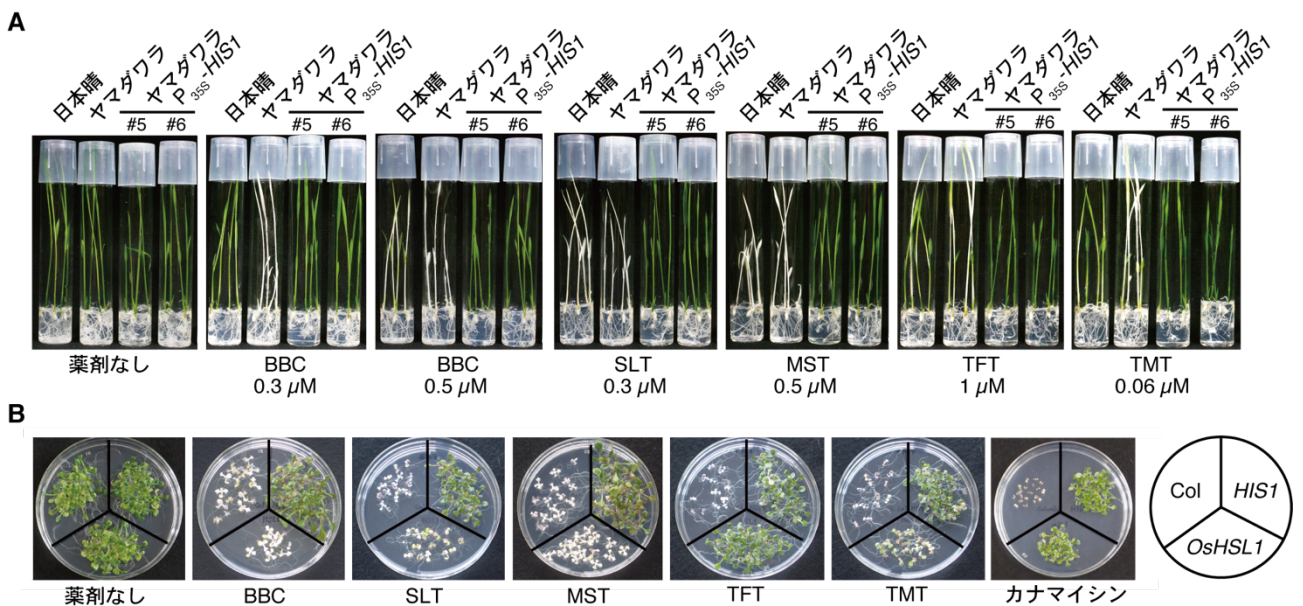 A
日本晴
ヤマダワラ
ヤマダワラ
P35S-HIS1
#5 #6
日本晴
ヤマダワラ
ヤマダワラ
P35S-HIS1
#5 #6
日本晴
ヤマダワラ
ヤマダワラ
P35S-HIS1
#5 #6
日本晴
ヤマダワラ
ヤマダワラ
P35S-HIS1
#5 #6
日本晴
ヤマダワラ
ヤマダワラ
P35S-HIS1
#5 #6
日本晴
ヤマダワラ
ヤマダワラ
P35S-HIS1
#5 #6
日本晴
ヤマダワラ
ヤマダワラ
P35S-HIS1
#5 #6
薬剤なし
BBC
0.3 μM
BBC
0.5 μM
SLT
0.3 μM
MST
0.5 μM
TFT
1 μM
TMT
0.06 μM
B
Col
HIS1
OsHSL1
薬剤なし
BBC
SLT
MST
TFT
TMT
カナマイシン